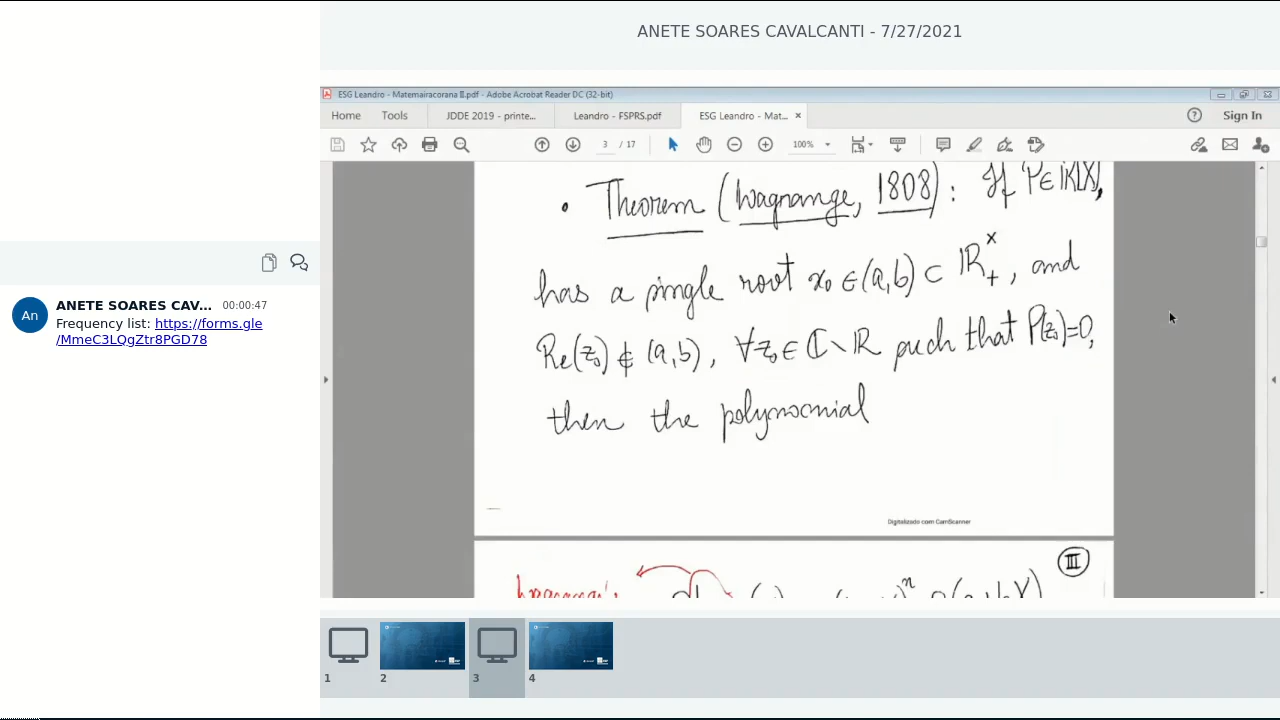 ANETE SOARES CAVALCANTI - 7/27/2021
ESG Leandro - Matemairacorana II.pdf - Adobe Acrobat Reader DC (32-bit)
Home Tools JDDE 2019 - printe... Leandro - FSPRS.pdf ESG Leandro - Mat... × Sign In
3 / 17 100%
ANETE SOARES CAV... 00:00:47
An
Frequency list: https://forms.gle
/MmeC3LQgZtr8PGD78
• Theorem (Lagrange, 1808): If P∈ℝ[X],
has a single root x₀ ∈ (a,b) ⊂ ℝ₊ˣ, and
Re(z₀) ∉ (a,b), ∀z₀ ∈ ℂ∖ℝ such that P(z₀)=0,
then the polynomial
Digitalizado com CamScanner
III
1 2 3 4